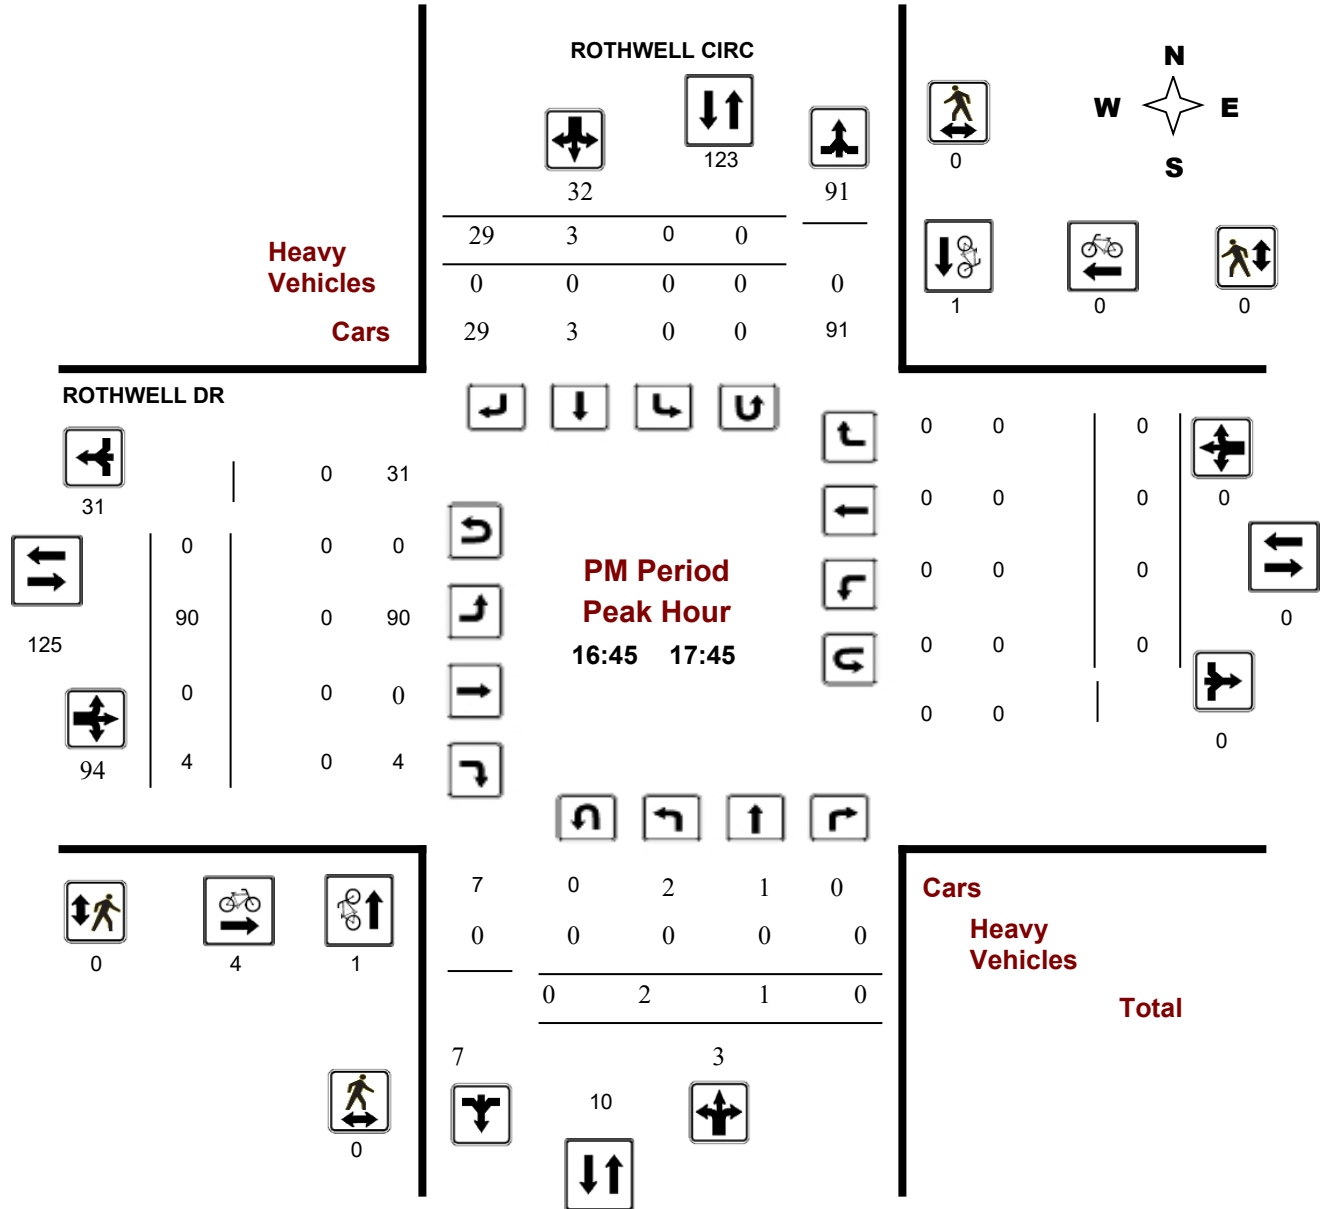 ROTHWELL CIRC
N
W E
S
123
0
32 91
29 3 0 0
Heavy
Vehicles
0 0 0 0 0
1 0 0
Cars
29 3 0 0 91
ROTHWELL DR
0 0 0
0 31
31
0 0 0 0
0 0 0
PM Period
0 0 0
90 0 90
Peak Hour
0
125
16:45 17:45
0 0 0
0 0 0
0 0
0
94 4 0 4
7 0 2 1 0
Cars
0 0 0 0 0
Heavy
Vehicles
0 4 1
0 2 1 0
Total
7 3
10
0